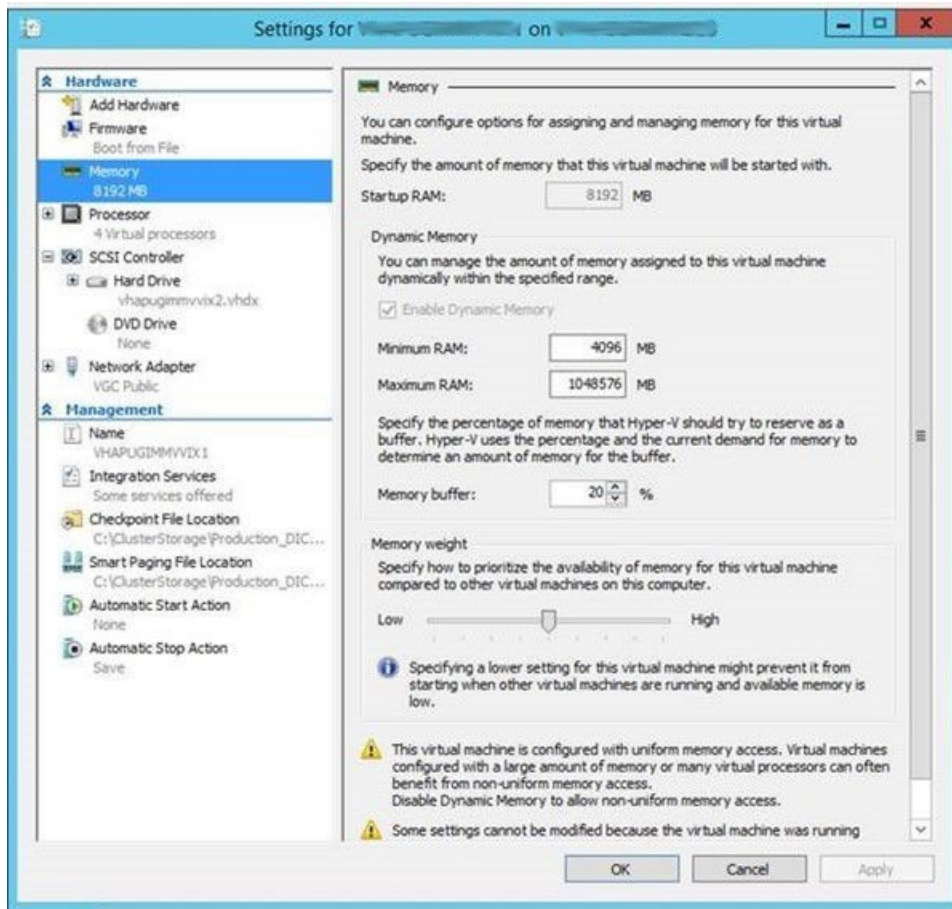 Settings for on
Hardware
Add Hardware
Firmware
Boot from File
Memory
8192 MB
Processor
4 Virtual processors
SCSI Controller
Hard Drive
vhapugimmvvix2.vhdx
DVD Drive
None
Network Adapter
VGC Public
Management
Name
VHAPUGIMMVVIX1
Integration Services
Some services offered
Checkpoint File Location
C:\ClusterStorage\Production_DIC...
Smart Paging File Location
C:\ClusterStorage\Production_DIC...
Automatic Start Action
None
Automatic Stop Action
Save
Memory
You can configure options for assigning and managing memory for this virtual
machine.
Specify the amount of memory that this virtual machine will be started with.
Startup RAM: 8192 MB
Dynamic Memory
You can manage the amount of memory assigned to this virtual machine
dynamically within the specified range.
Enable Dynamic Memory
Minimum RAM: 4096 MB
Maximum RAM: 1048576 MB
Specify the percentage of memory that Hyper-V should try to reserve as a
buffer. Hyper-V uses the percentage and the current demand for memory to
determine an amount of memory for the buffer.
Memory buffer: 20 %
Memory weight
Specify how to prioritize the availability of memory for this virtual machine
compared to other virtual machines on this computer.
Low High
Specifying a lower setting for this virtual machine might prevent it from
starting when other virtual machines are running and available memory is
low.
This virtual machine is configured with uniform memory access. Virtual machines
configured with a large amount of memory or many virtual processors can often
benefit from non-uniform memory access.
Disable Dynamic Memory to allow non-uniform memory access.
Some settings cannot be modified because the virtual machine was running
OK Cancel Apply